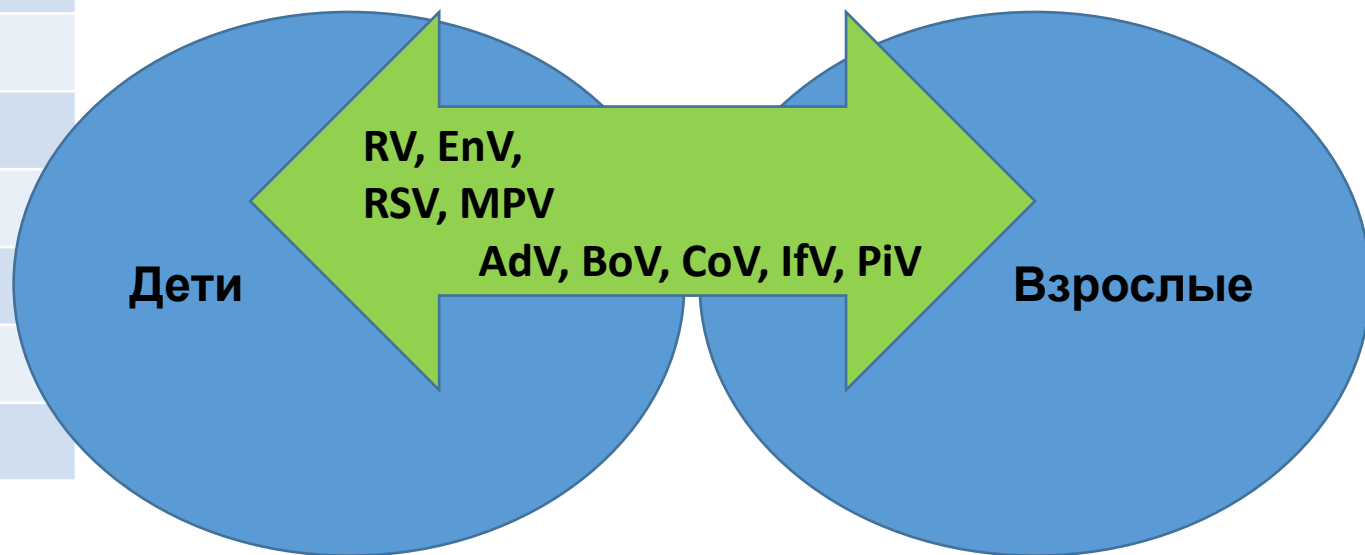 RV, EnV,
RSV, MPV
AdV, BoV, CoV, IfV, PiV
Дети
Взрослые